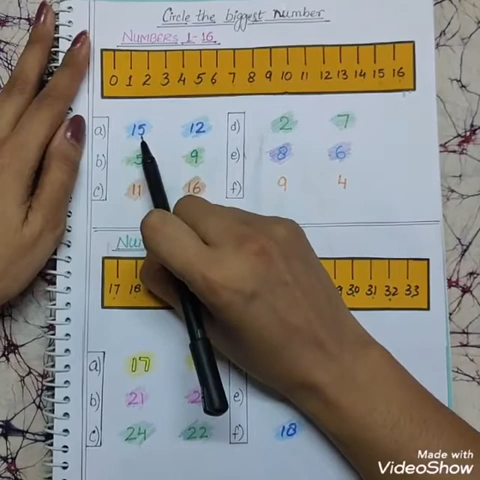 Circle the biggest number
NUMBERS 1-16
0 1 2 3 4 5 6 7 8 9 10 11 12 13 14 15 16
a) 15 12 d) 2 7
b) 5 9 e) 8 6
c) 11 16 f) 9 4
17 18 30 31 32 33
a) 17
b) 21 e)
c) 24 22 f) 18
Made with
VideoShow